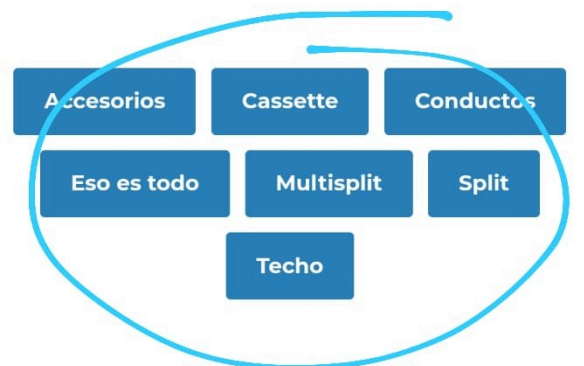 Accesorios Cassette Conductos
Eso es todo Multisplit Split
Techo